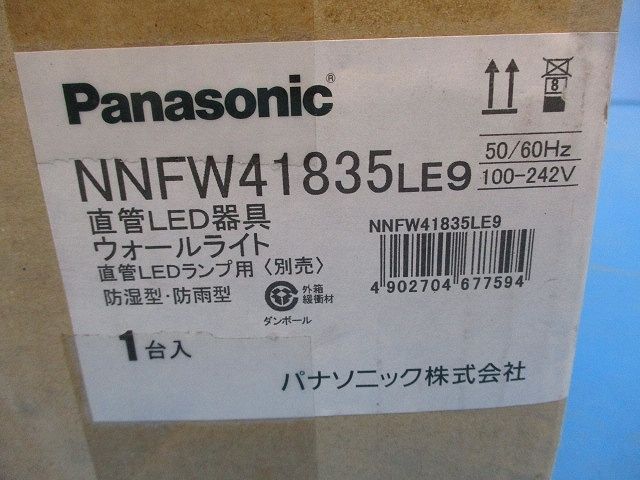 Panasonic®
8
NNFW41835LE9
50/60Hz
100-242V
直管LED器具
ウォールライト
直管LEDランプ用〈別売〉
防湿型・防雨型
外箱
緩衝材
ダンボール
NNFW41835LE9
4902704677594
1台入
パナソニック株式会社